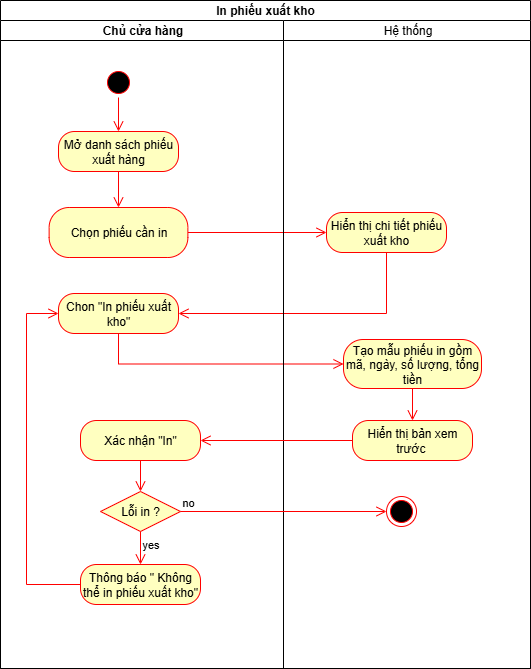 In phiếu xuất kho
Chủ cửa hàng
Hệ thống
Mở danh sách phiếu
xuất hàng
Chọn phiếu cần in
Hiển thị chi tiết phiếu
xuất kho
Chon "In phiếu xuất
kho"
Tạo mẫu phiếu in gồm
mã, ngày, số lượng, tổng
tiền
Hiển thị bản xem
trước
Xác nhận "In"
Lỗi in ?
no
yes
Thông báo " Không
thể in phiếu xuất kho"